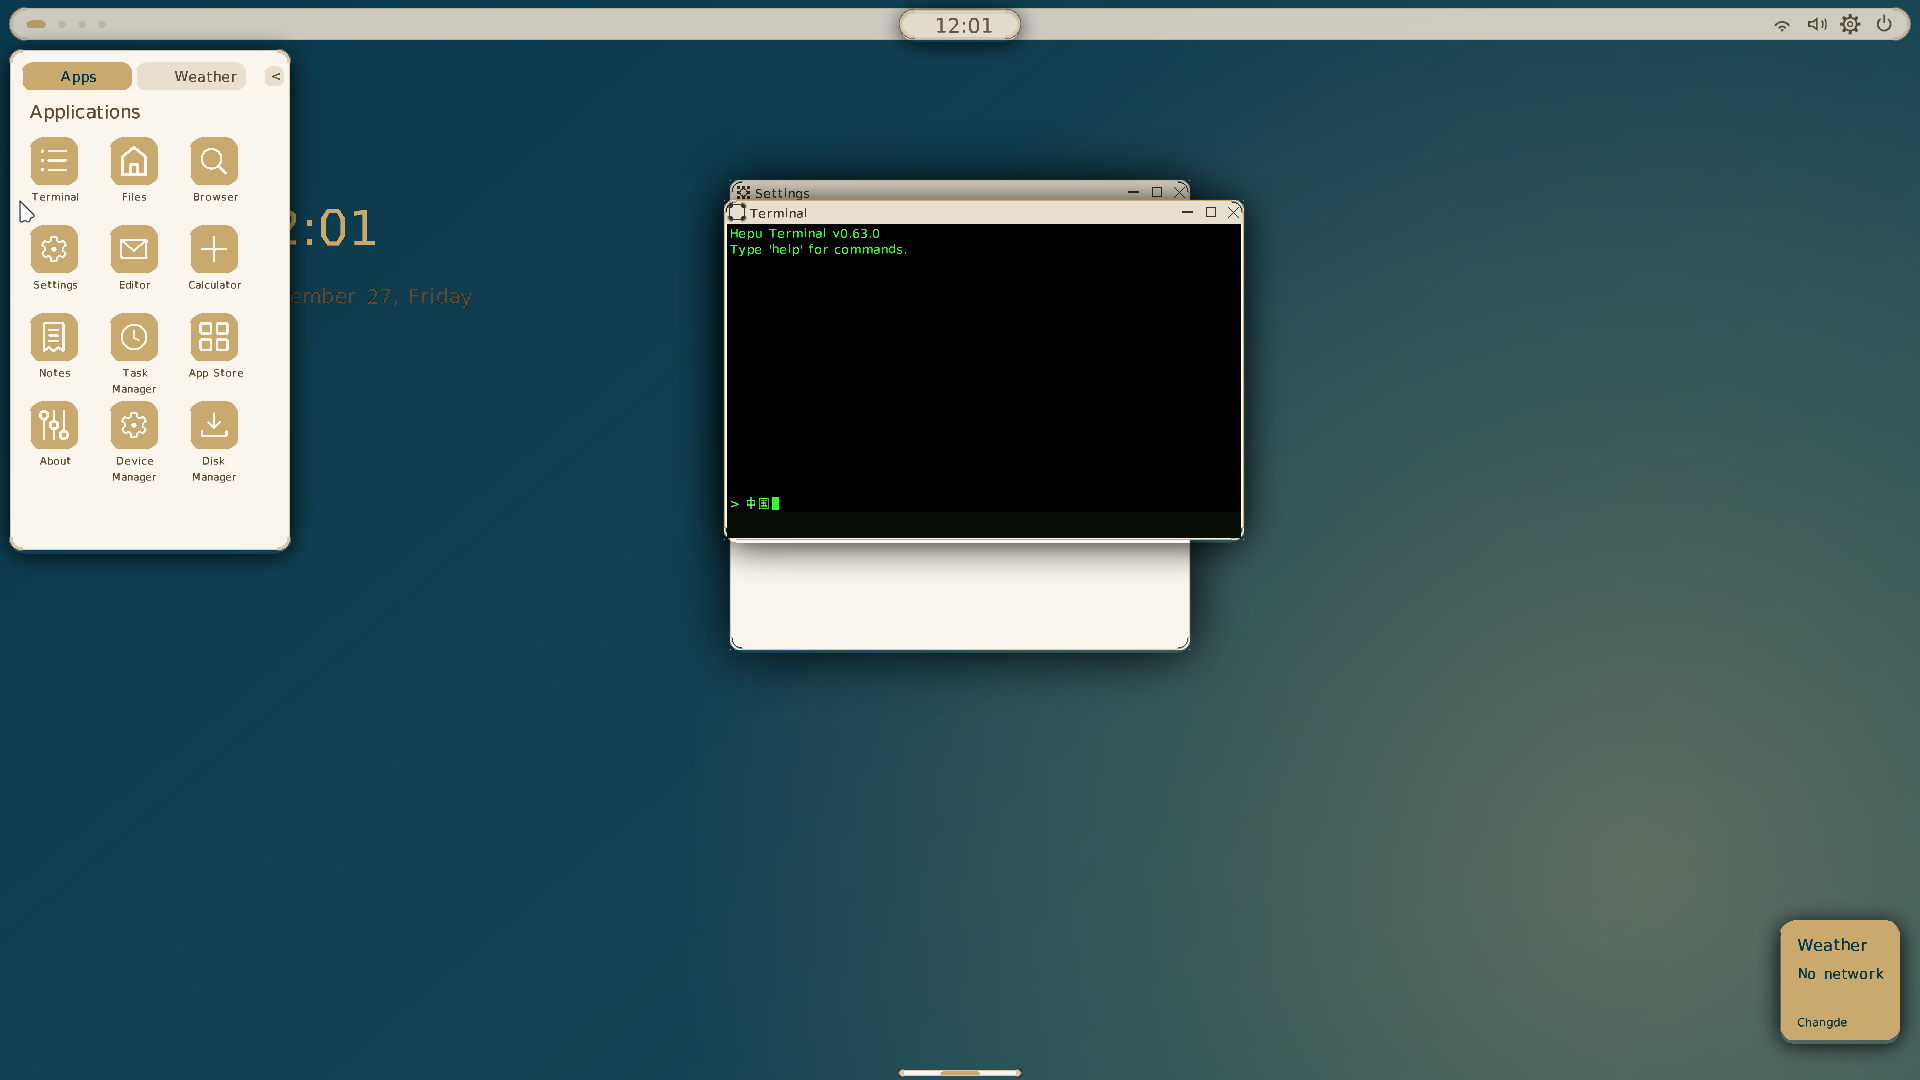 12:01
Apps
Weather
<
Applications
Terminal
Files
Browser
Settings
Editor
Calculator
Notes
Task
Manager
App Store
About
Device
Manager
Disk
Manager
:01
ember 27, Friday
Settings
Terminal
Hepu Terminal v0.63.0
Type 'help' for commands.
> 中国
Weather
No network
Changde